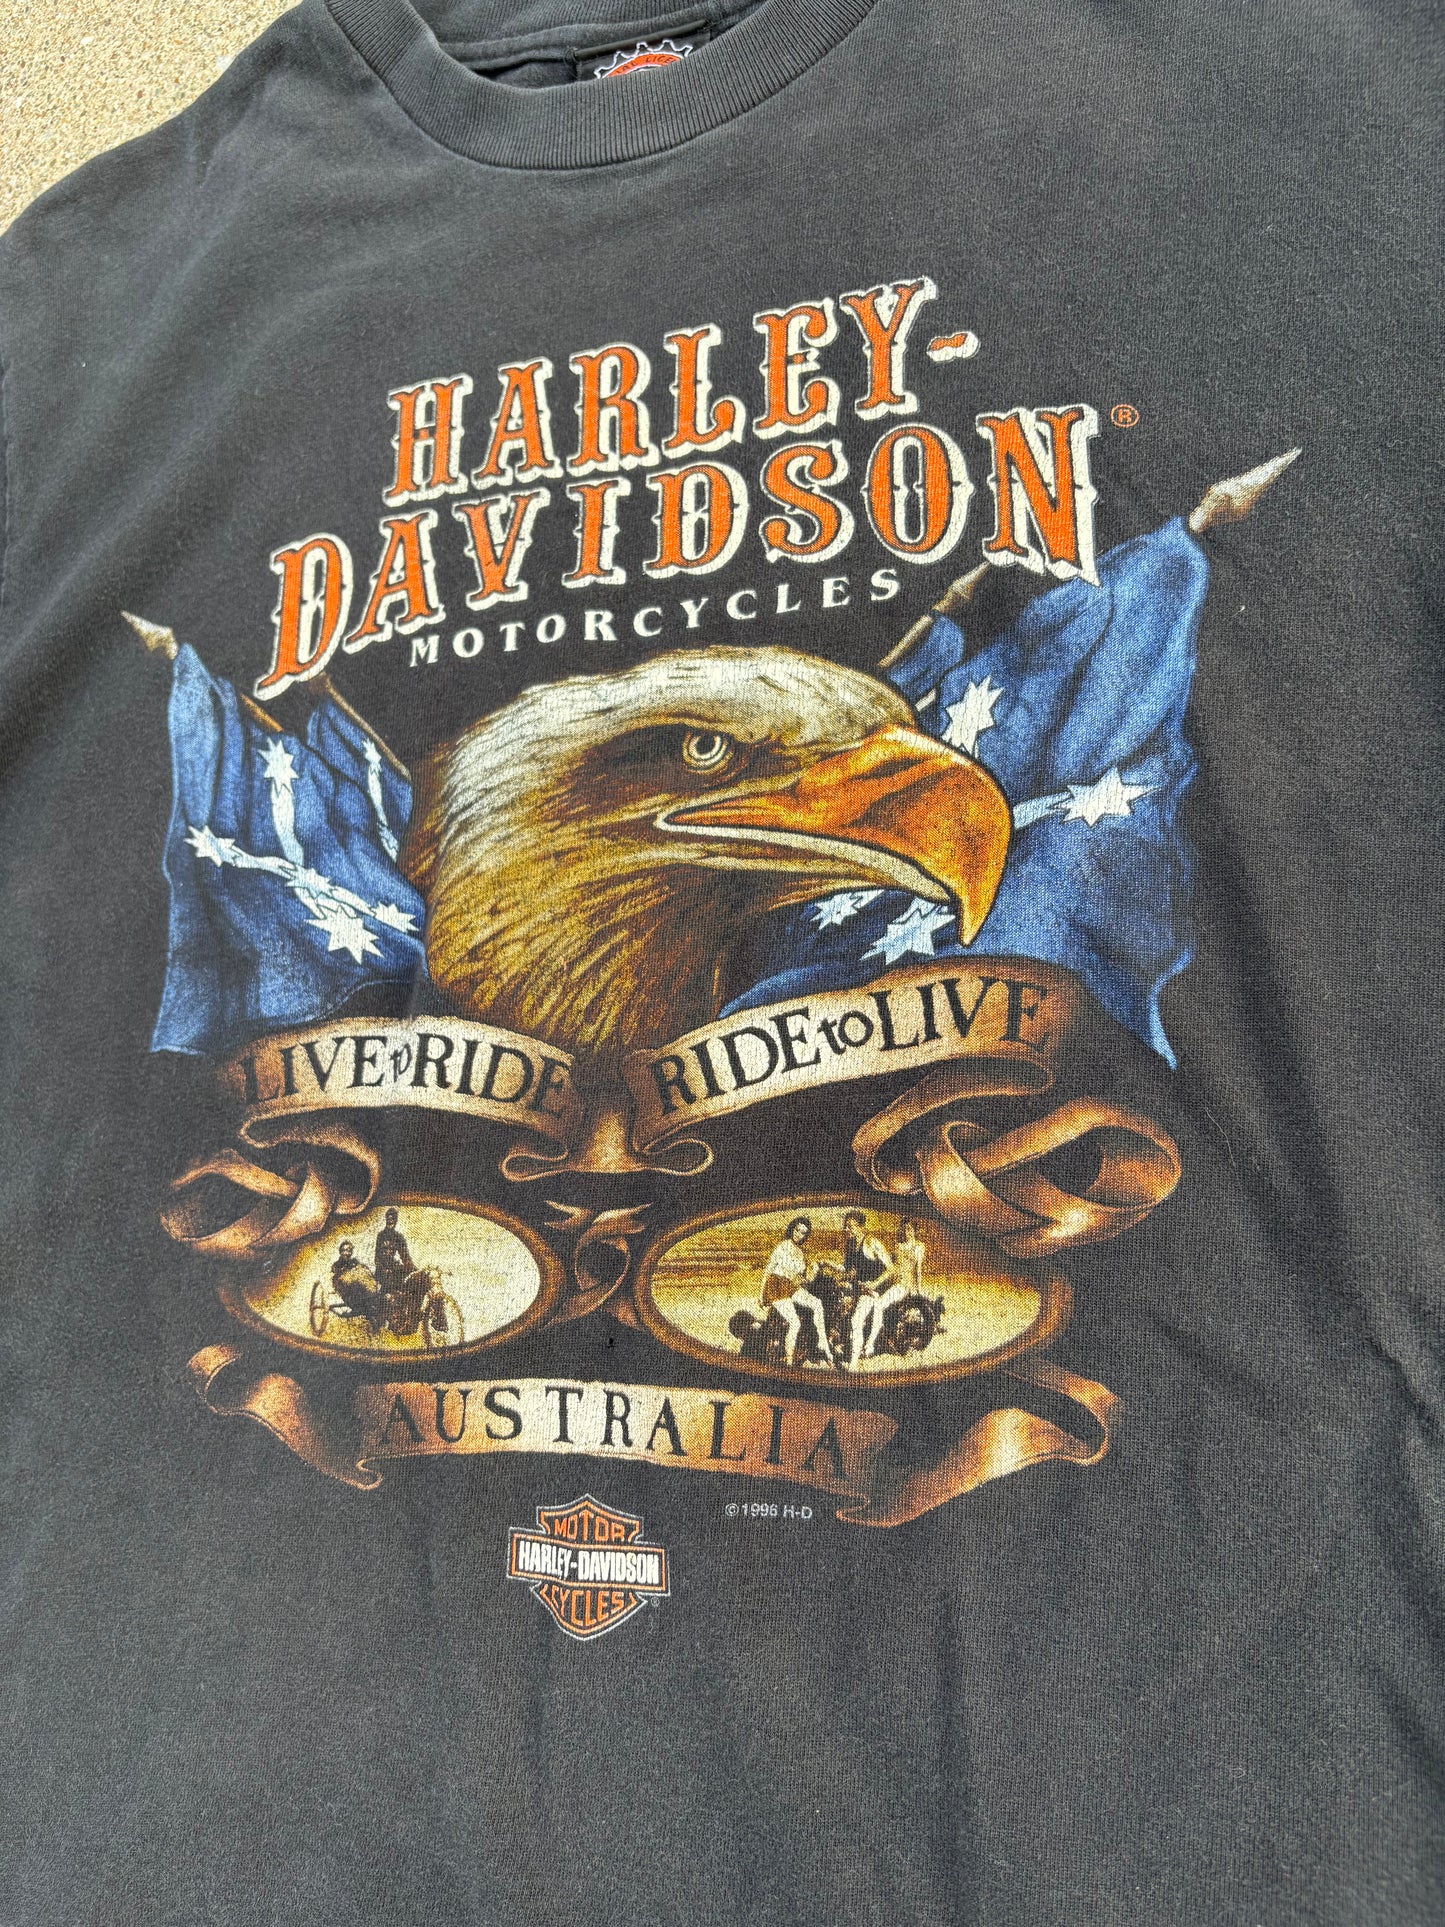 HARLEY-
DAVIDSON®
MOTORCYCLES
LIVE to RIDE
RIDE to LIVE
AUSTRALIA
©1996 H-D
MOTOR
HARLEY-DAVIDSON
CYCLES®